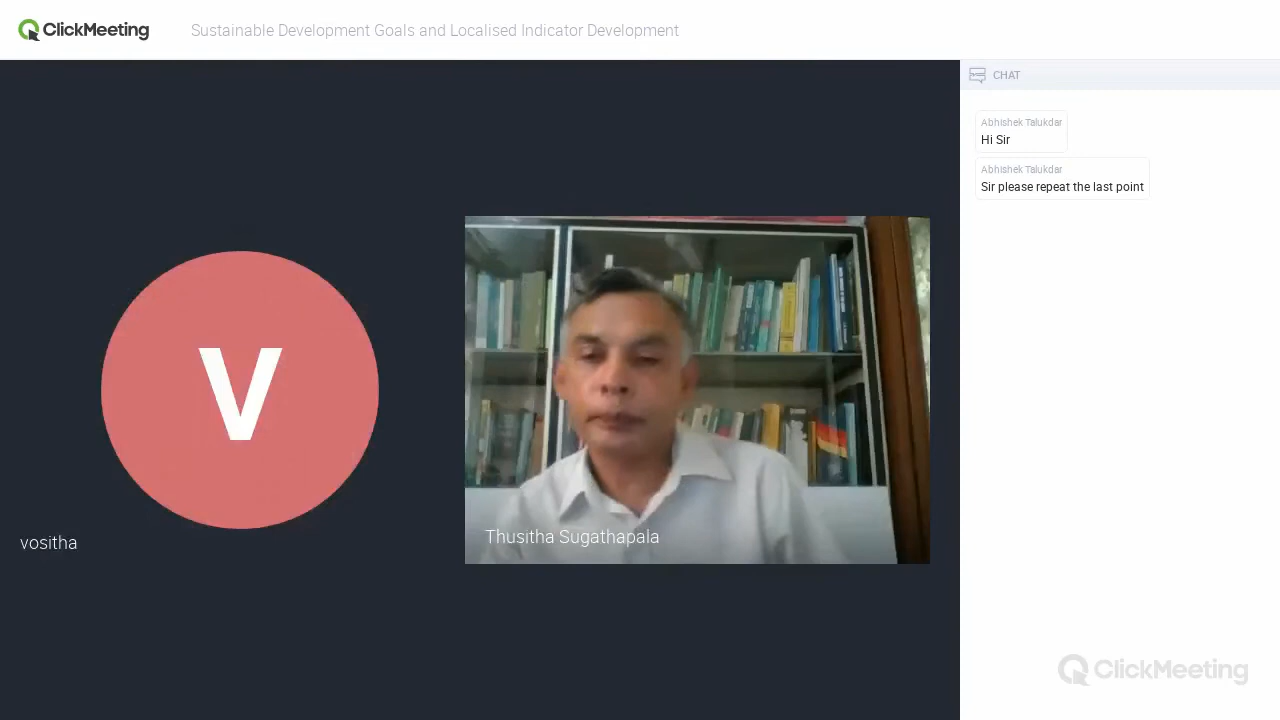 ClickMeeting
Sustainable Development Goals and Localised Indicator Development
CHAT
Abhishek Talukdar
Hi Sir
Abhishek Talukdar
Sir please repeat the last point
V
vositha
Thusitha Sugathapala
ClickMeeting